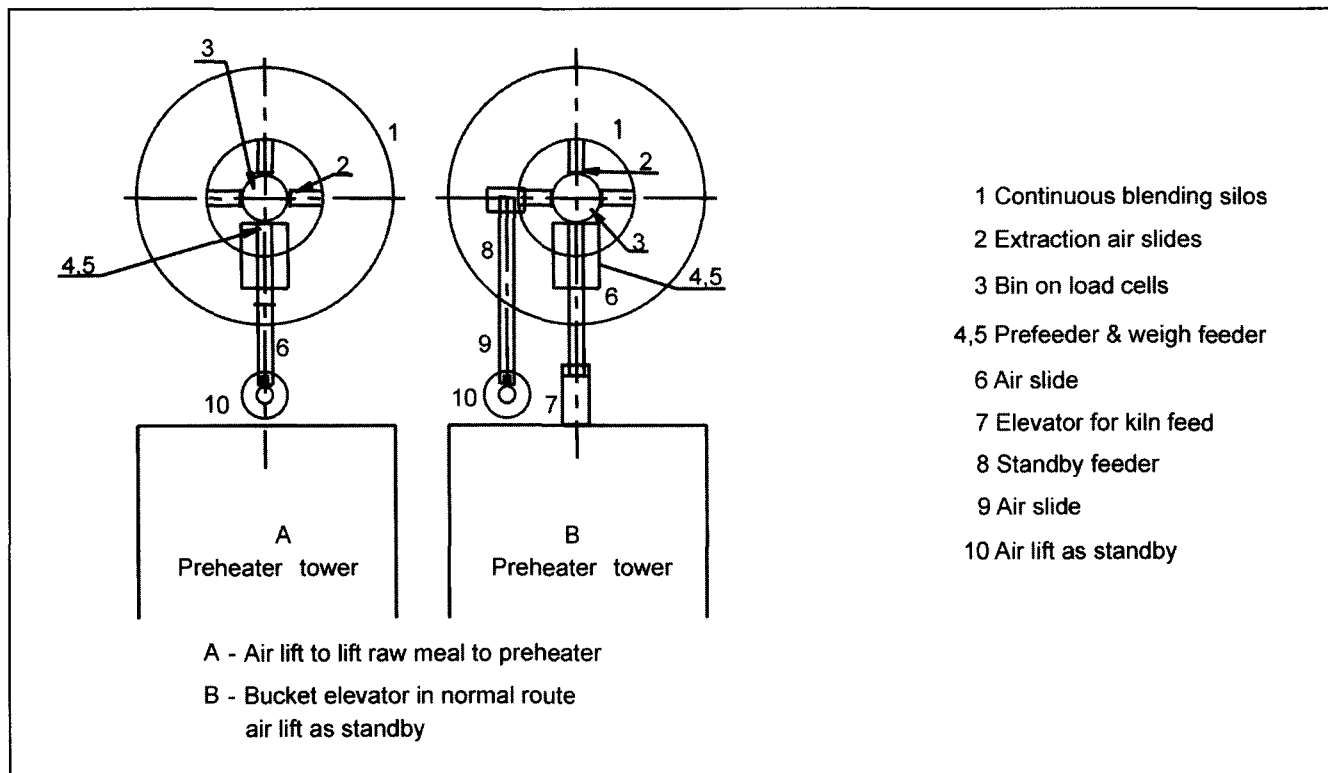 3
1
2
4,5
6
10
1
2
3
8
4,5
6
9
10
7
A
Preheater tower
B
Preheater tower
A - Air lift to lift raw meal to preheater
B - Bucket elevator in normal route
air lift as standby
1 Continuous blending silos
2 Extraction air slides
3 Bin on load cells
4,5 Prefeeder & weigh feeder
6 Air slide
7 Elevator for kiln feed
8 Standby feeder
9 Air slide
10 Air lift as standby